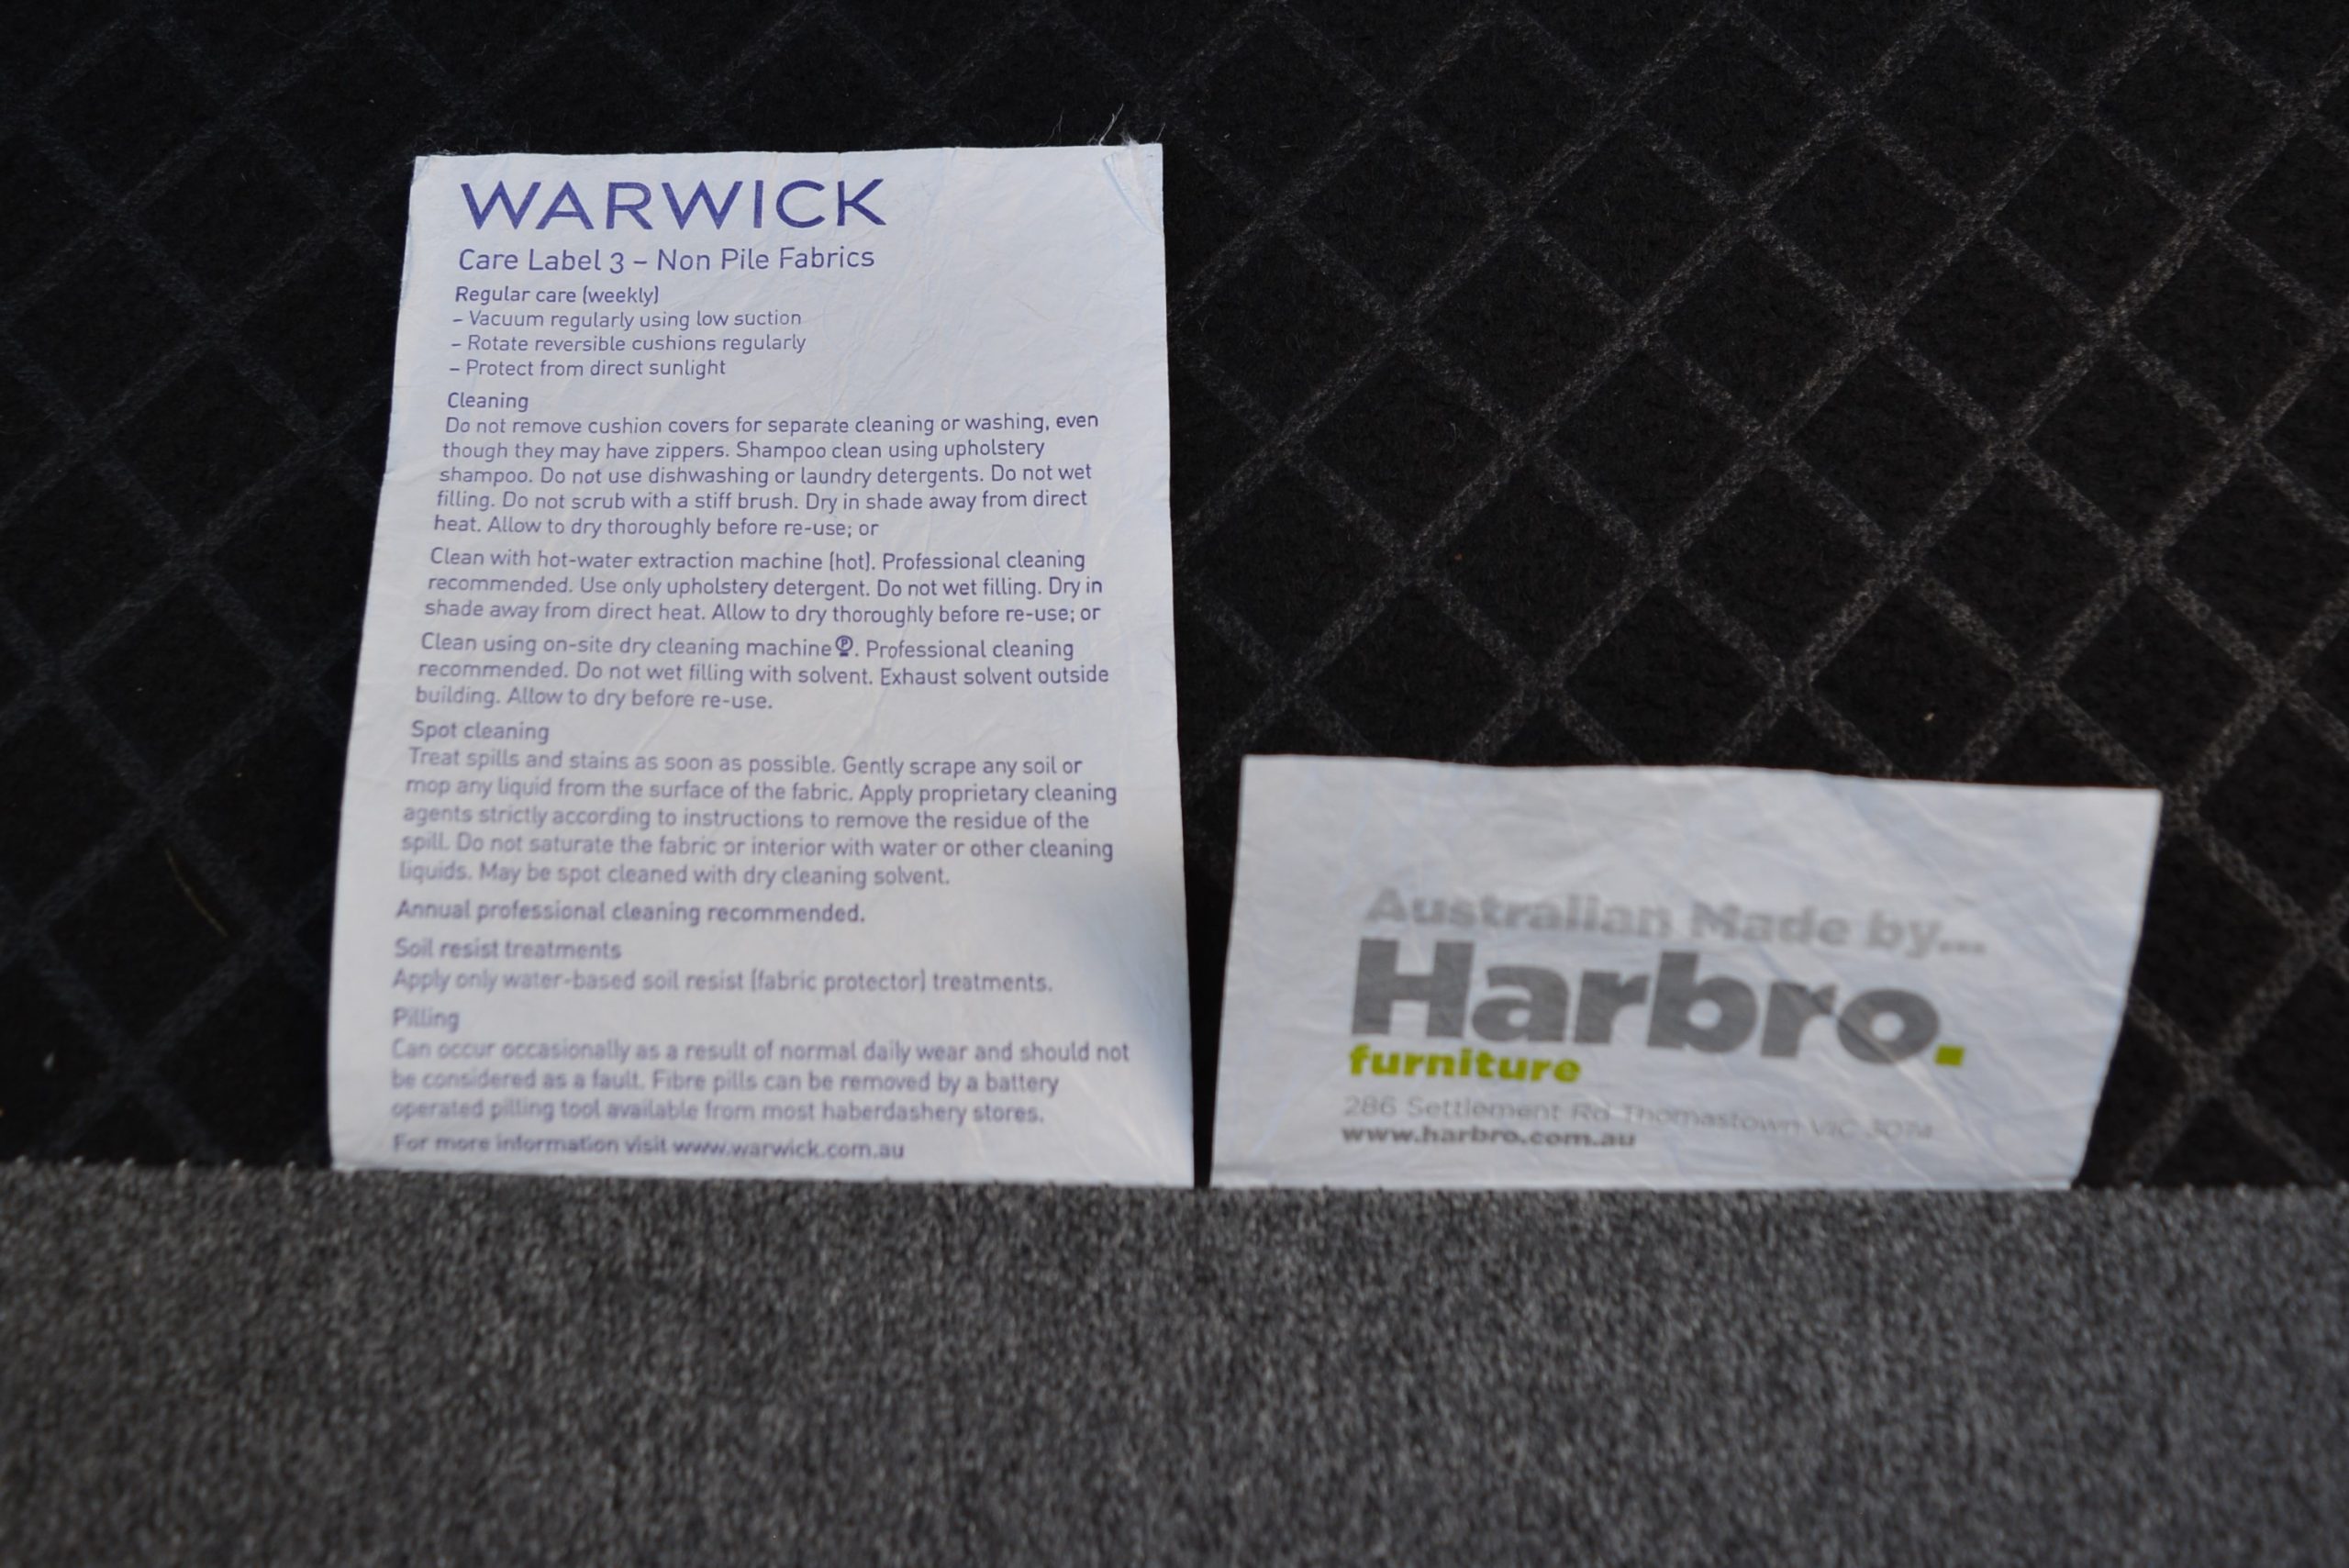 WARWICK
Care Label 3 – Non Pile Fabrics
Regular care (weekly)
– Vacuum regularly using low suction
– Rotate reversible cushions regularly
– Protect from direct sunlight
Cleaning
Do not remove cushion covers for separate cleaning or washing, even
though they may have zippers. Shampoo clean using upholstery
shampoo. Do not use dishwashing or laundry detergents. Do not wet
filling. Do not scrub with a stiff brush. Dry in shade away from direct
heat. Allow to dry thoroughly before re-use; or
Clean with hot-water extraction machine (hot). Professional cleaning
recommended. Use only upholstery detergent. Do not wet filling. Dry in
shade away from direct heat. Allow to dry thoroughly before re-use; or
Clean using on-site dry cleaning machine Ⓟ. Professional cleaning
recommended. Do not wet filling with solvent. Exhaust solvent outside
building. Allow to dry before re-use.
Spot cleaning
Treat spills and stains as soon as possible. Gently scrape any soil or
mop any liquid from the surface of the fabric. Apply proprietary cleaning
agents strictly according to instructions to remove the residue of the
spill. Do not saturate the fabric or interior with water or other cleaning
liquids. May be spot cleaned with dry cleaning solvent.
Annual professional cleaning recommended.
Soil resist treatments
Apply only water-based soil resist (fabric protector) treatments.
Pilling
Can occur occasionally as a result of normal daily wear and should not
be considered as a fault. Fibre pills can be removed by a battery
operated pilling tool available from most haberdashery stores.
For more information visit www.warwick.com.au
Australian Made by...
Harbro.
furniture
286 Settlement Rd Thomastown VIC 3074
www.harbro.com.au